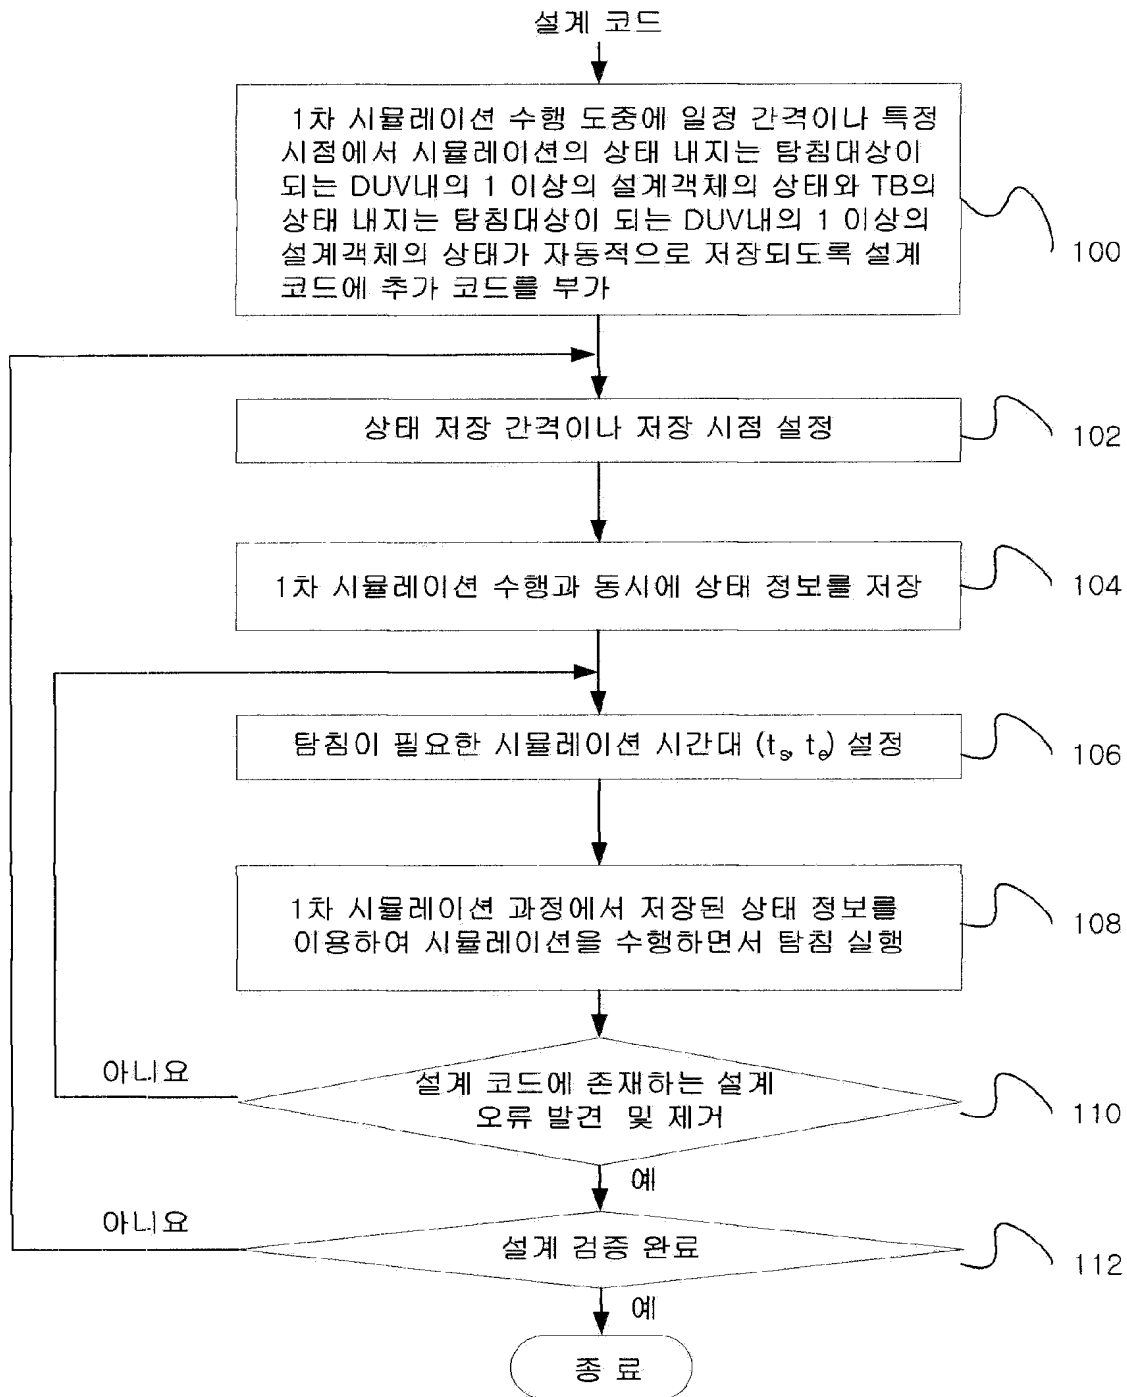 설계 코드
1차 시뮬레이션 수행 도중에 일정 간격이나 특정
시점에서 시뮬레이션의 상태 내지는 탐침대상이
되는 DUV내의 1 이상의 설계객체의 상태와 TB의
상태 내지는 탐침대상이 되는 DUV내의 1 이상의
설계객체의 상태가 자동적으로 저장되도록 설계
코드에 추가 코드를 부가
100
상태 저장 간격이나 저장 시점 설정
102
1차 시뮬레이션 수행과 동시에 상태 정보를 저장
104
탐침이 필요한 시뮬레이션 시간대 (ts, te) 설정
106
1차 시뮬레이션 과정에서 저장된 상태 정보를
이용하여 시뮬레이션을 수행하면서 탐침 실행
108
아니요
설계 코드에 존재하는 설계
오류 발견 및 제거
110
예
아니요
설계 검증 완료
112
예
종 료